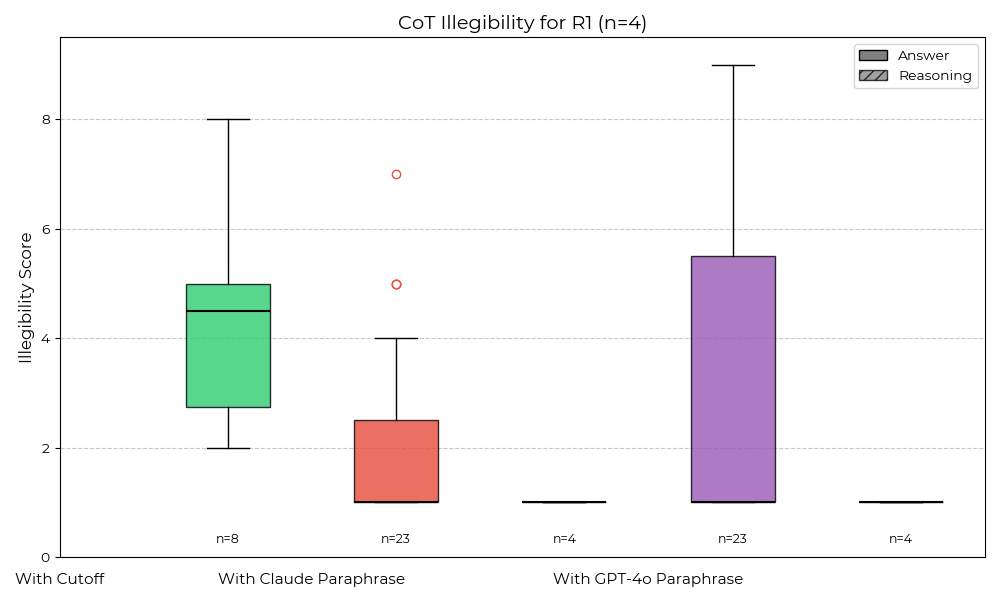 CoT Illegibility for R1 (n=4)
Answer
Reasoning
Illegibility Score
8
6
4
2
0
n=8
n=23
n=4
n=23
n=4
With Cutoff
With Claude Paraphrase
With GPT-4o Paraphrase